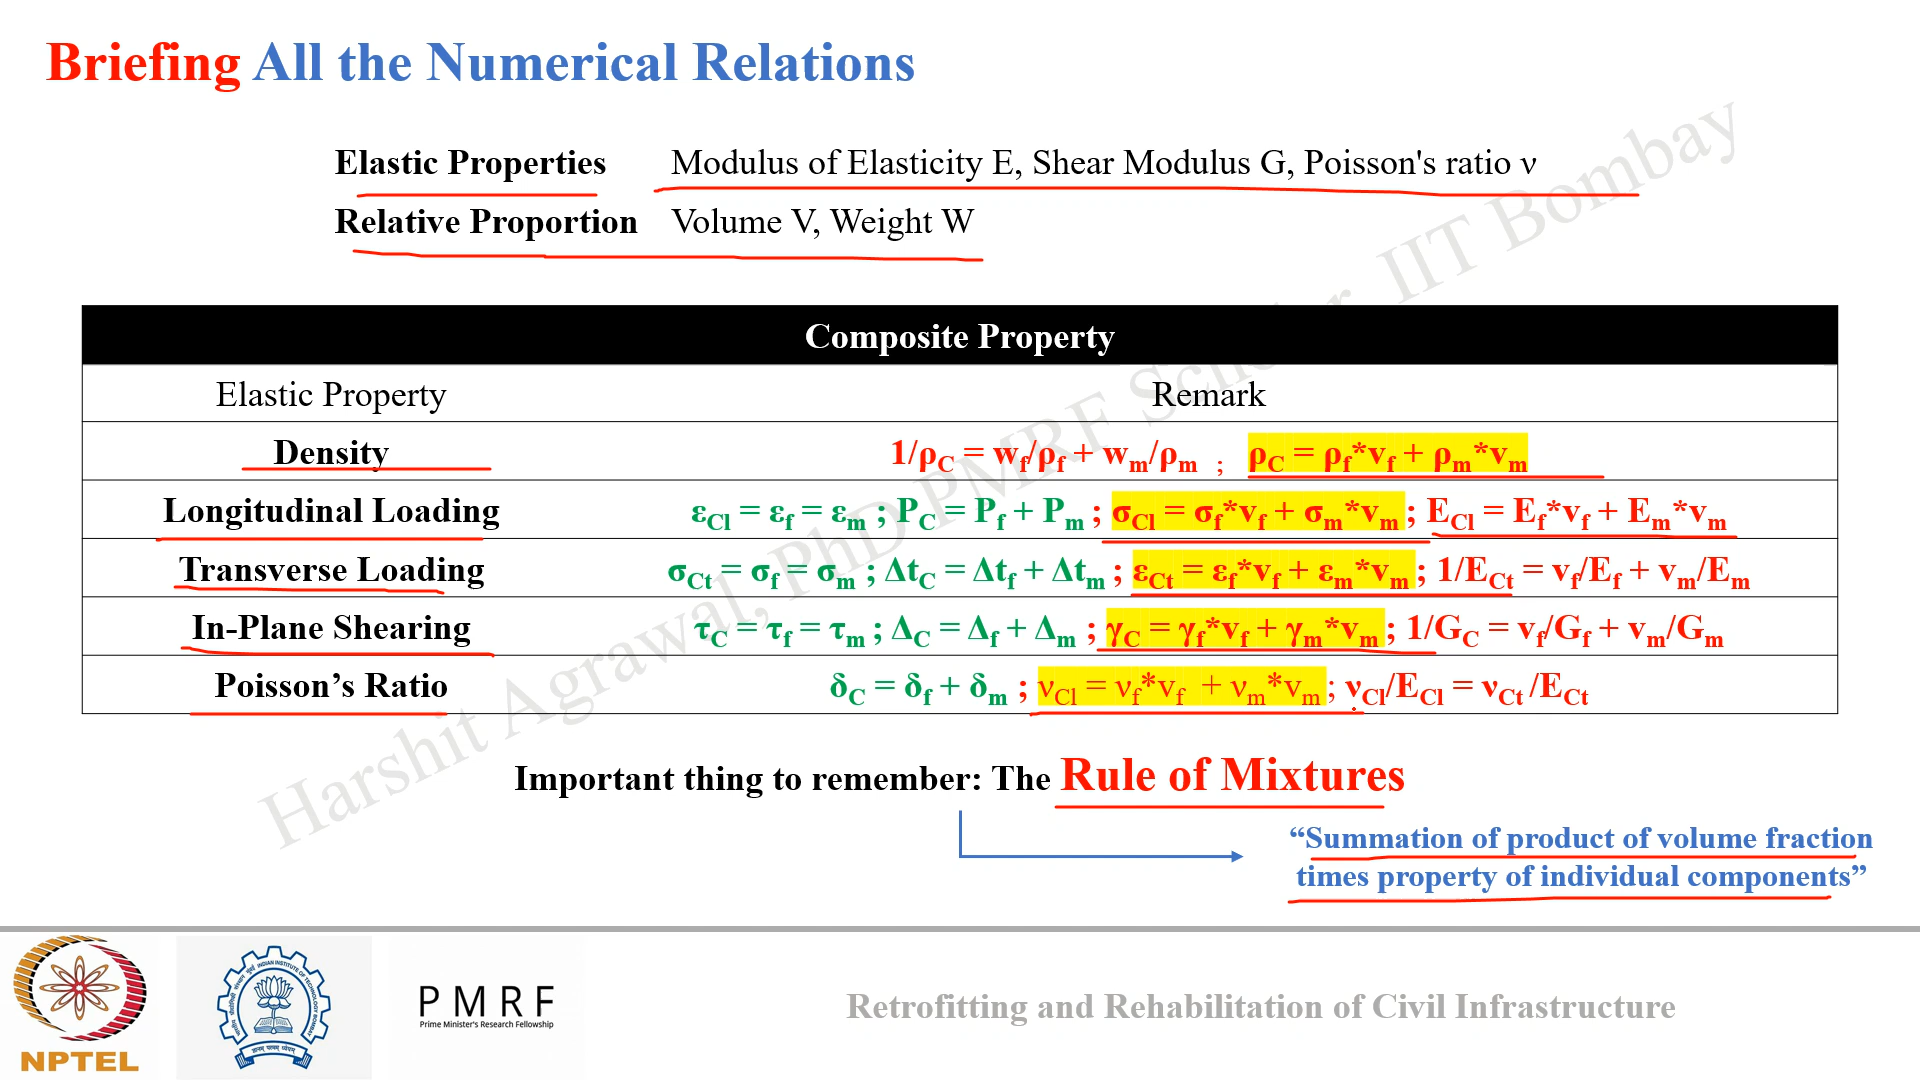 Briefing All the Numerical Relations
Elastic Properties Modulus of Elasticity E, Shear Modulus G, Poisson's ratio ν
Relative Proportion Volume V, Weight W
Composite Property
Elastic Property Remark
Density 1/ρC = wf/ρf + wm/ρm ; ρC = ρf*vf + ρm*vm
Longitudinal Loading εCl = εf = εm ; PC = Pf + Pm ; σCl = σf*vf + σm*vm ; ECl = Ef*vf + Em*vm
Transverse Loading σCt = σf = σm ; ΔtC = Δtf + Δtm ; εCt = εf*vf + εm*vm ; 1/ECt = vf/Ef + vm/Em
In-Plane Shearing τC = τf = τm ; ΔC = Δf + Δm ; γC = γf*vf + γm*vm ; 1/GC = vf/Gf + vm/Gm
Poisson’s Ratio δC = δf + δm ; νCl = νf*vf + νm*vm ; νCl/ECl = νCt /ECt
Important thing to remember: The Rule of Mixtures
“Summation of product of volume fraction
times property of individual components”
Harshit Agrawal, PhD PMRF Scholar, IIT Bombay
NPTEL
PMRF
Prime Minister's Research Fellowship
Retrofitting and Rehabilitation of Civil Infrastructure